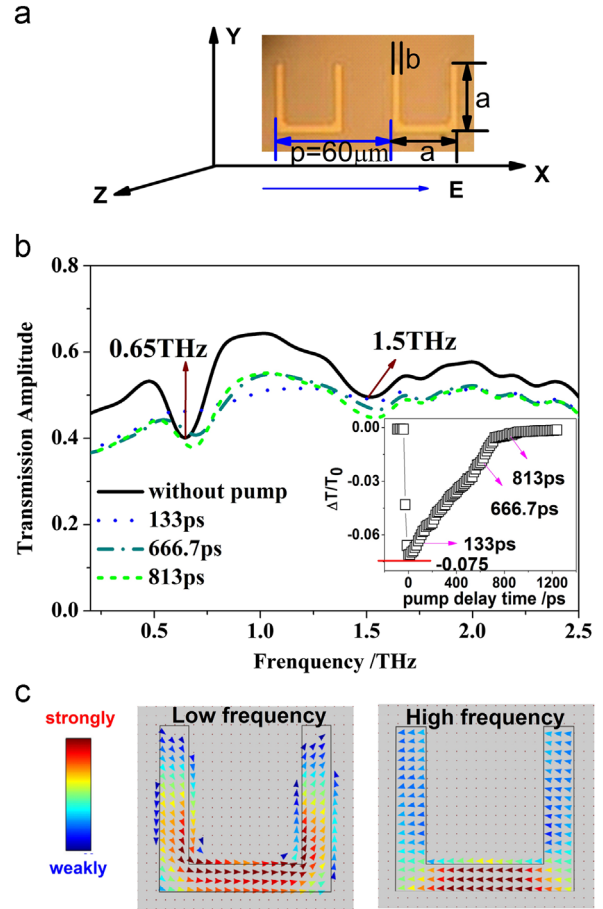 a
Y
b
a
p=60μm
a
X
Z
E
b
Transmission Amplitude
0.8
0.6
0.4
0.2
0.0
0.65THz
1.5THz
without pump
133ps
666.7ps
813ps
0.5
1.0
1.5
2.0
2.5
Frenquency /THz
ΔT/T0
0.00
-0.03
-0.06
813ps
666.7ps
133ps
-0.075
0
400
800
1200
pump delay time /ps
c
strongly
weakly
Low frequency
High frequency